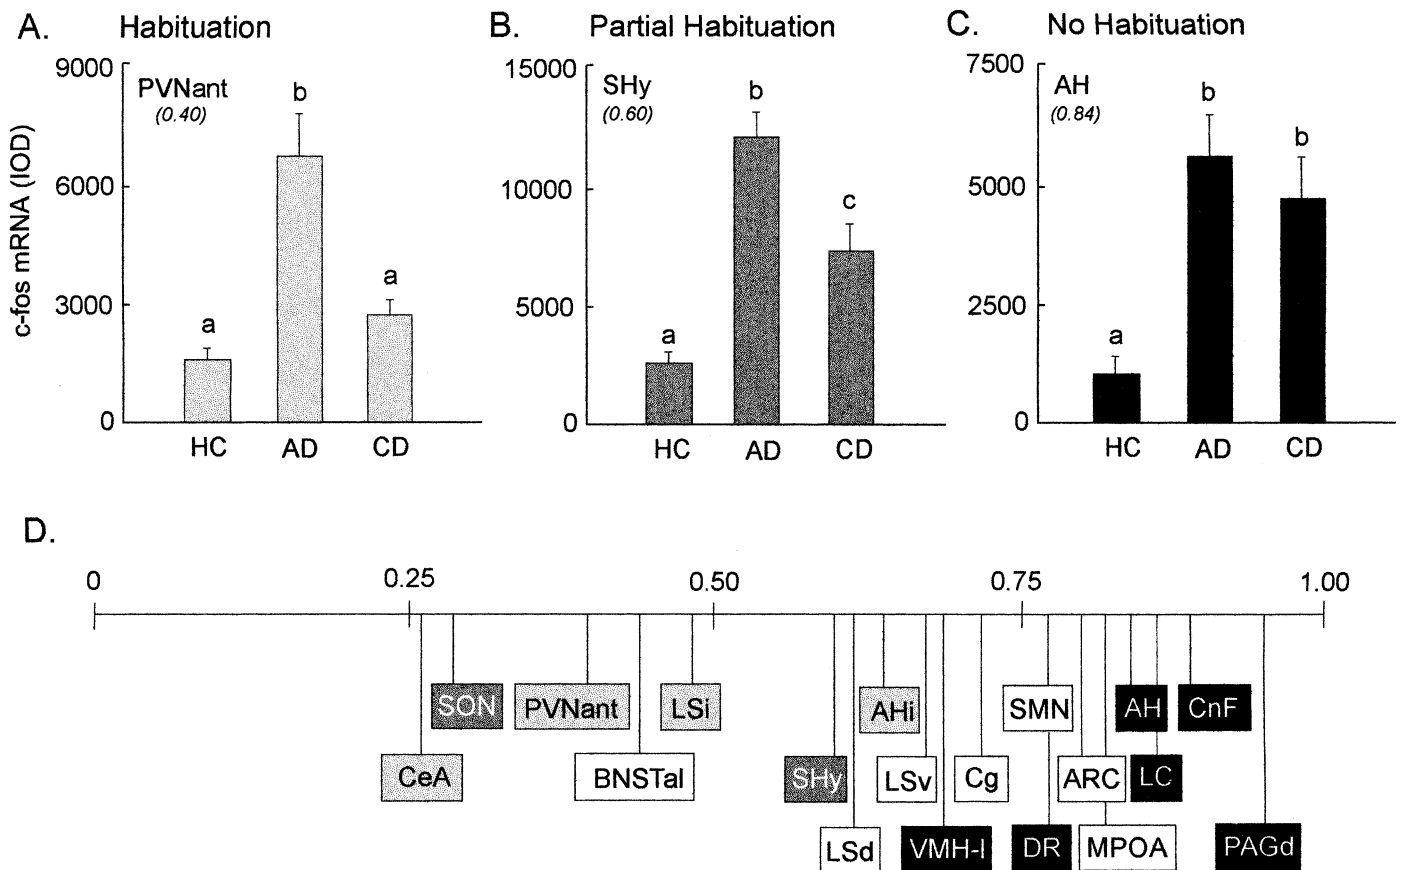 A. Habituation
B. Partial Habituation
C. No Habituation
c-fos mRNA (IOD)
9000
6000
3000
0
PVNant
(0.40)
a
b
a
HC AD CD
15000
10000
5000
0
SHy
(0.60)
a
b
c
HC AD CD
7500
5000
2500
0
AH
(0.84)
a
b
b
HC AD CD
D.
0 0.25 0.50 0.75 1.00
SON PVNant LSi AHi SMN AH CnF
CeA BNSTal SHy LSv Cg ARC LC
LSd VMH-l DR MPOA PAGd